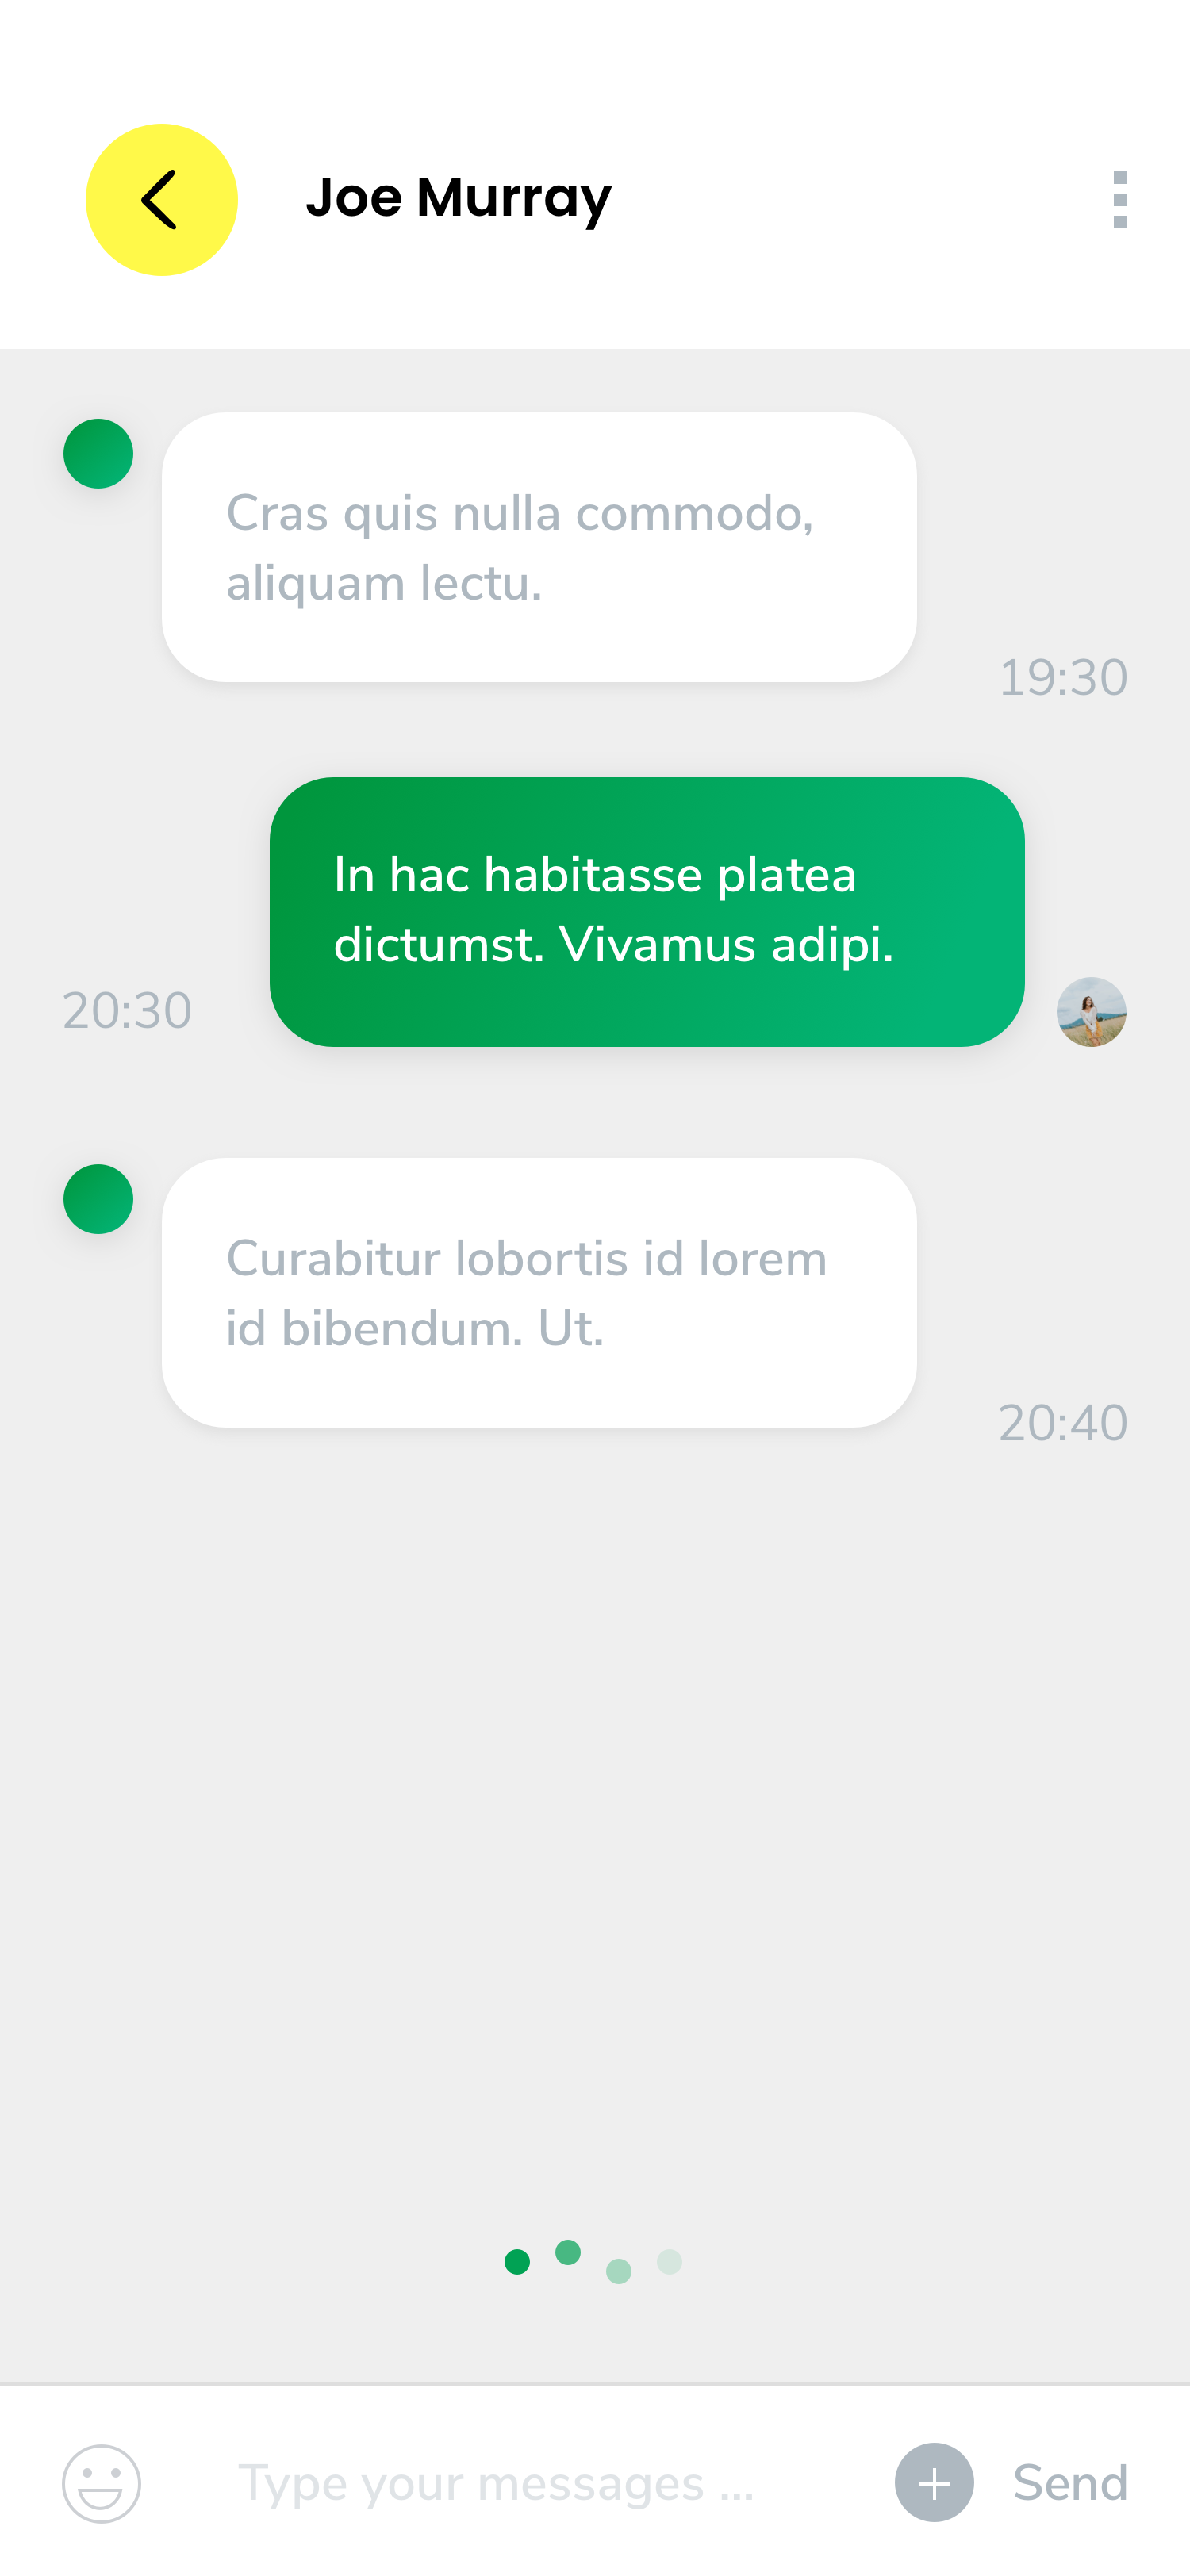 Joe Murray
Cras quis nulla commodo,
aliquam lectu.
19:30
In hac habitasse platea
dictumst. Vivamus adipi.
20:30
Curabitur lobortis id lorem
id bibendum. Ut.
20:40
Type your messages ...
Send